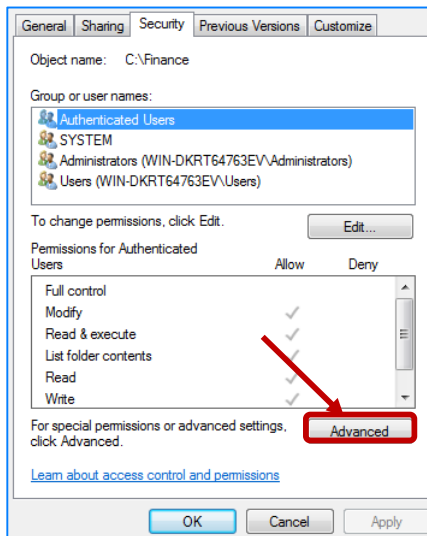 General Sharing Security Previous Versions Customize
Object name: C:\Finance
Group or user names:
Authenticated Users
SYSTEM
Administrators (WIN-DKRT64763EV\Administrators)
Users (WIN-DKRT64763EV\Users)
To change permissions, click Edit.
Edit...
Permissions for Authenticated
Users Allow Deny
Full control
Modify
Read & execute
List folder contents
Read
Write
For special permissions or advanced settings,
click Advanced.
Advanced
Learn about access control and permissions
OK Cancel Apply